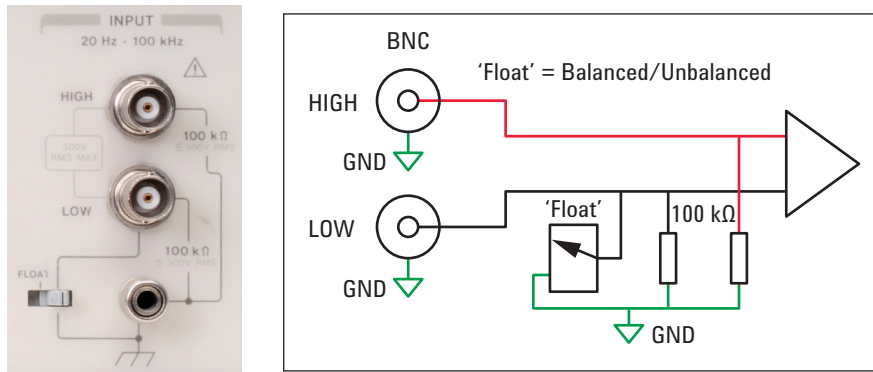 INPUT
20 Hz - 100 kHz
HIGH
100 kΩ
≤300V RMS
300V
RMS MAX
LOW
100 kΩ
≤300V RMS
FLOAT
BNC
'Float' = Balanced/Unbalanced
HIGH
GND
LOW
'Float'
100 kΩ
GND
GND